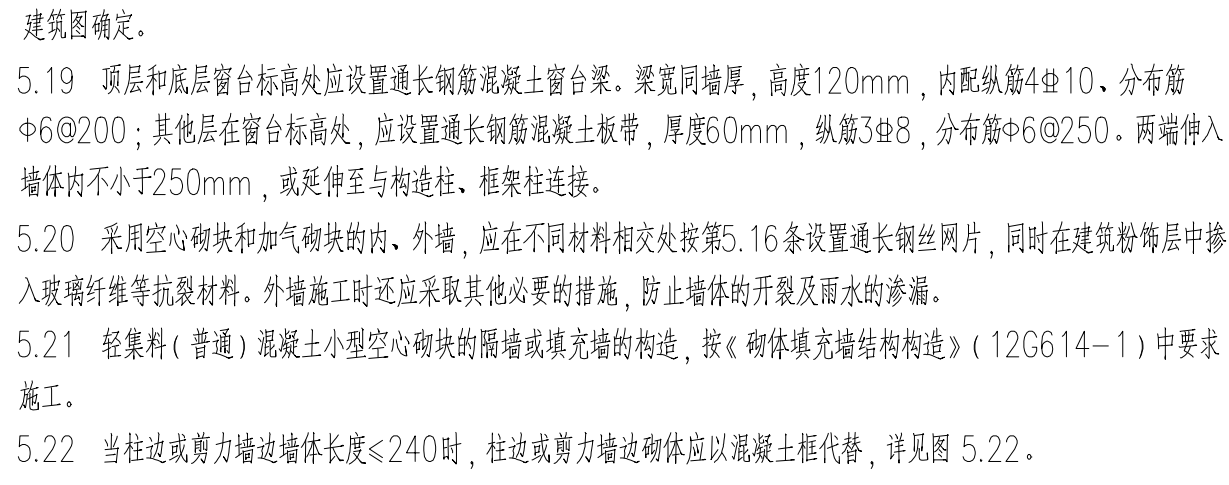 建筑图确定。
5.19 顶层和底层窗台标高处应设置通长钢筋混凝土窗台梁。梁宽同墙厚，高度120mm，内配纵筋4⏀10、分布筋
Φ6@200；其他层在窗台标高处，应设置通长钢筋混凝土板带，厚度60mm，纵筋3⏀8，分布筋Φ6@250。两端伸入
墙体内不小于250mm，或延伸至与构造柱、框架柱连接。
5.20 采用空心砌块和加气砌块的内、外墙，应在不同材料相交处按第5.16条设置通长钢丝网片，同时在建筑粉饰层中掺
入玻璃纤维等抗裂材料。外墙施工时还应采取其他必要的措施，防止墙体的开裂及雨水的渗漏。
5.21 轻集料(普通)混凝土小型空心砌块的隔墙或填充墙的构造，按《砌体填充墙结构构造》(12G614-1)中要求
施工。
5.22 当柱边或剪力墙边墙体长度≤240时，柱边或剪力墙边砌体应以混凝土框代替，详见图 5.22。